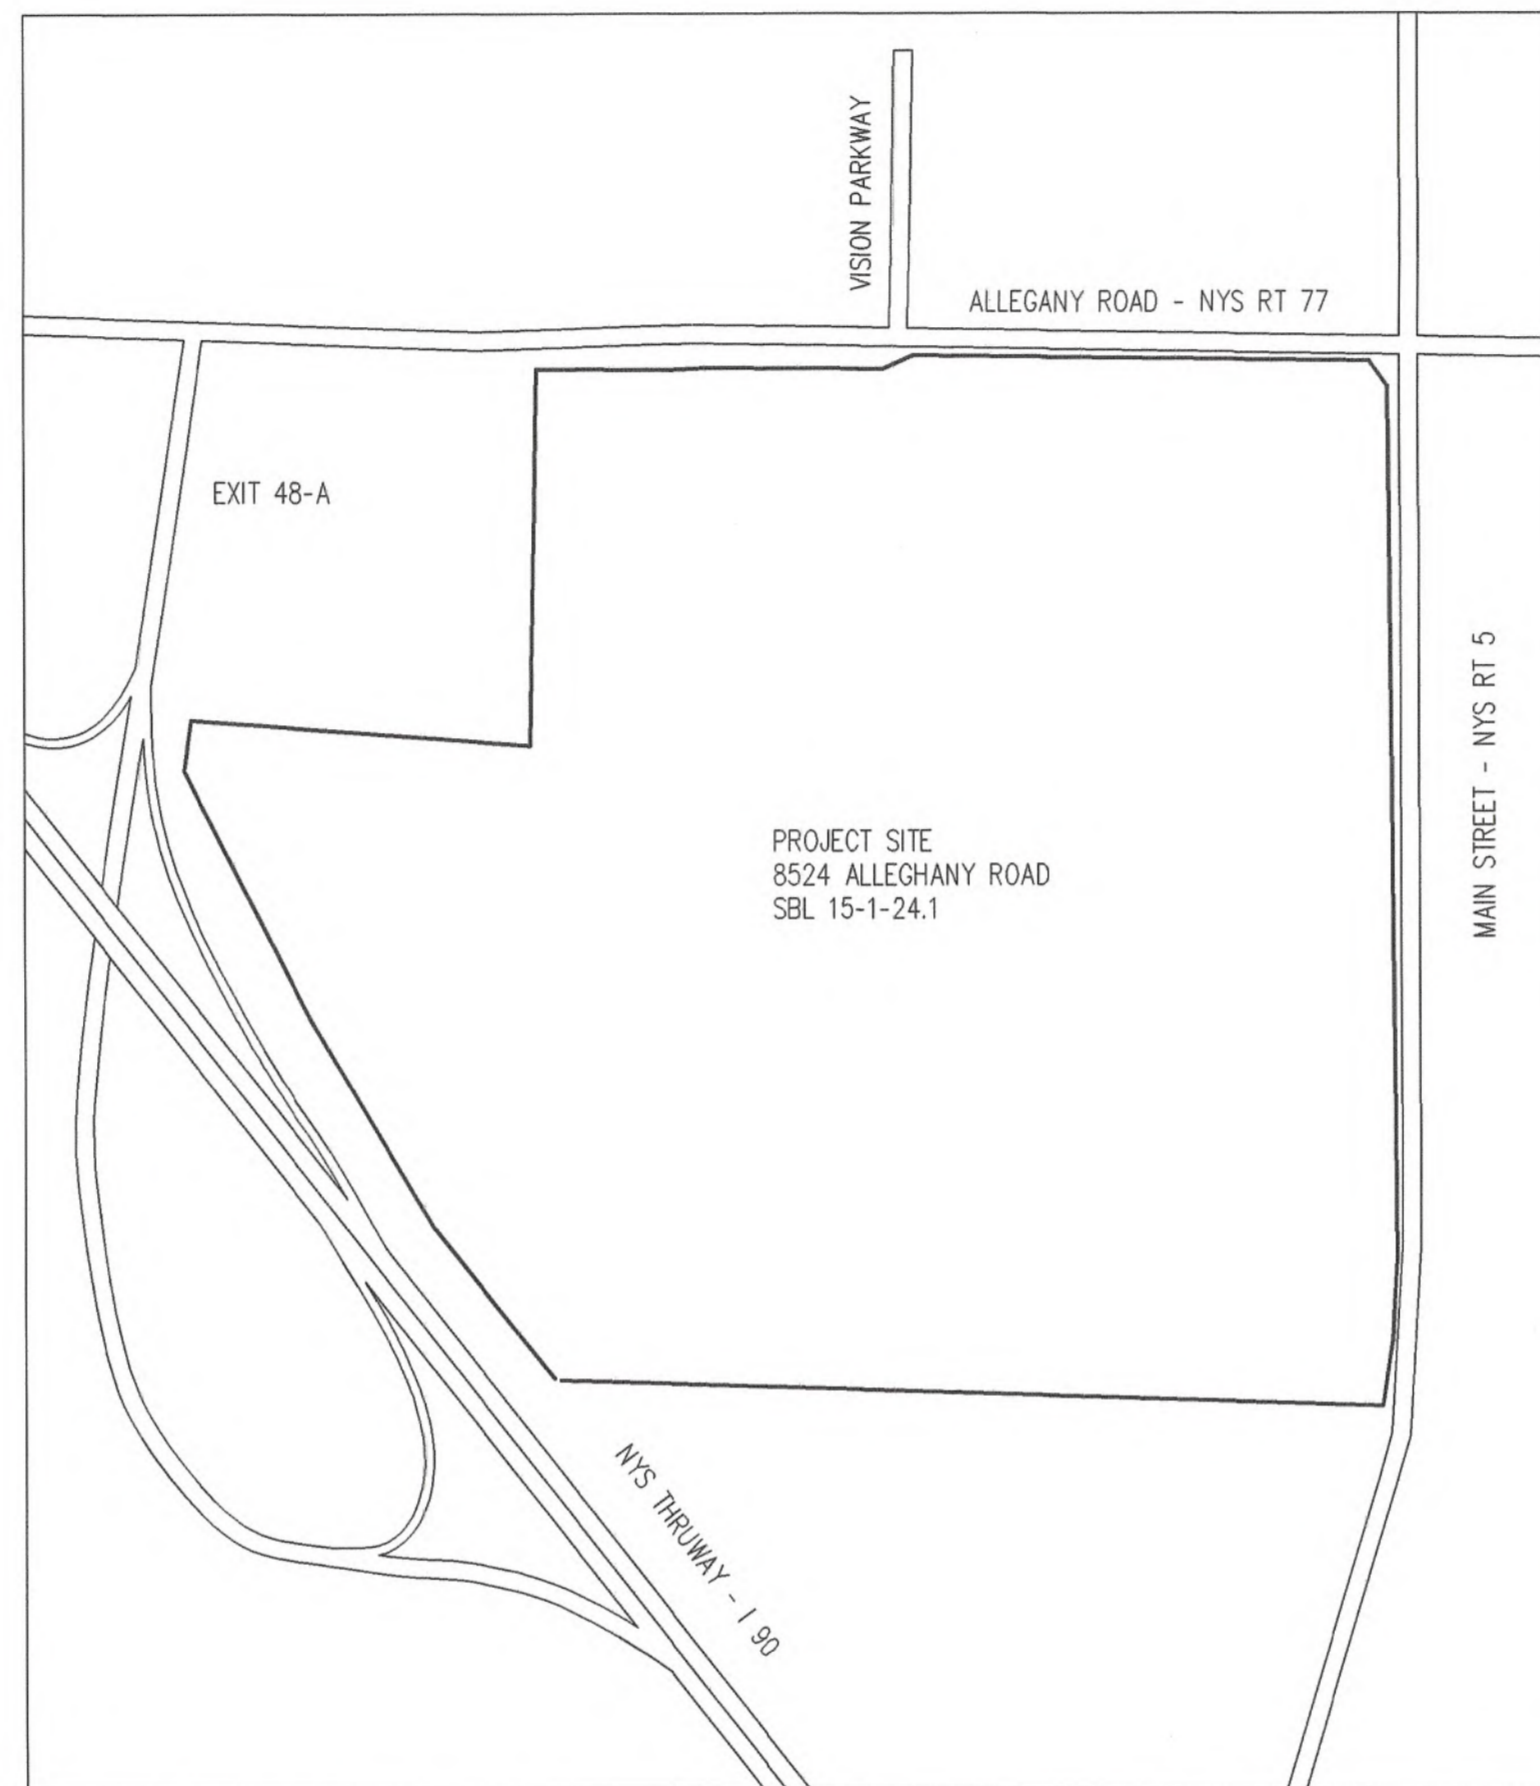 VISION PARKWAY
ALLEGANY ROAD - NYS RT 77
EXIT 48-A
MAIN STREET - NYS RT 5
PROJECT SITE
8524 ALLEGHANY ROAD
SBL 15-1-24.1
NYS THRUWAY - I 90